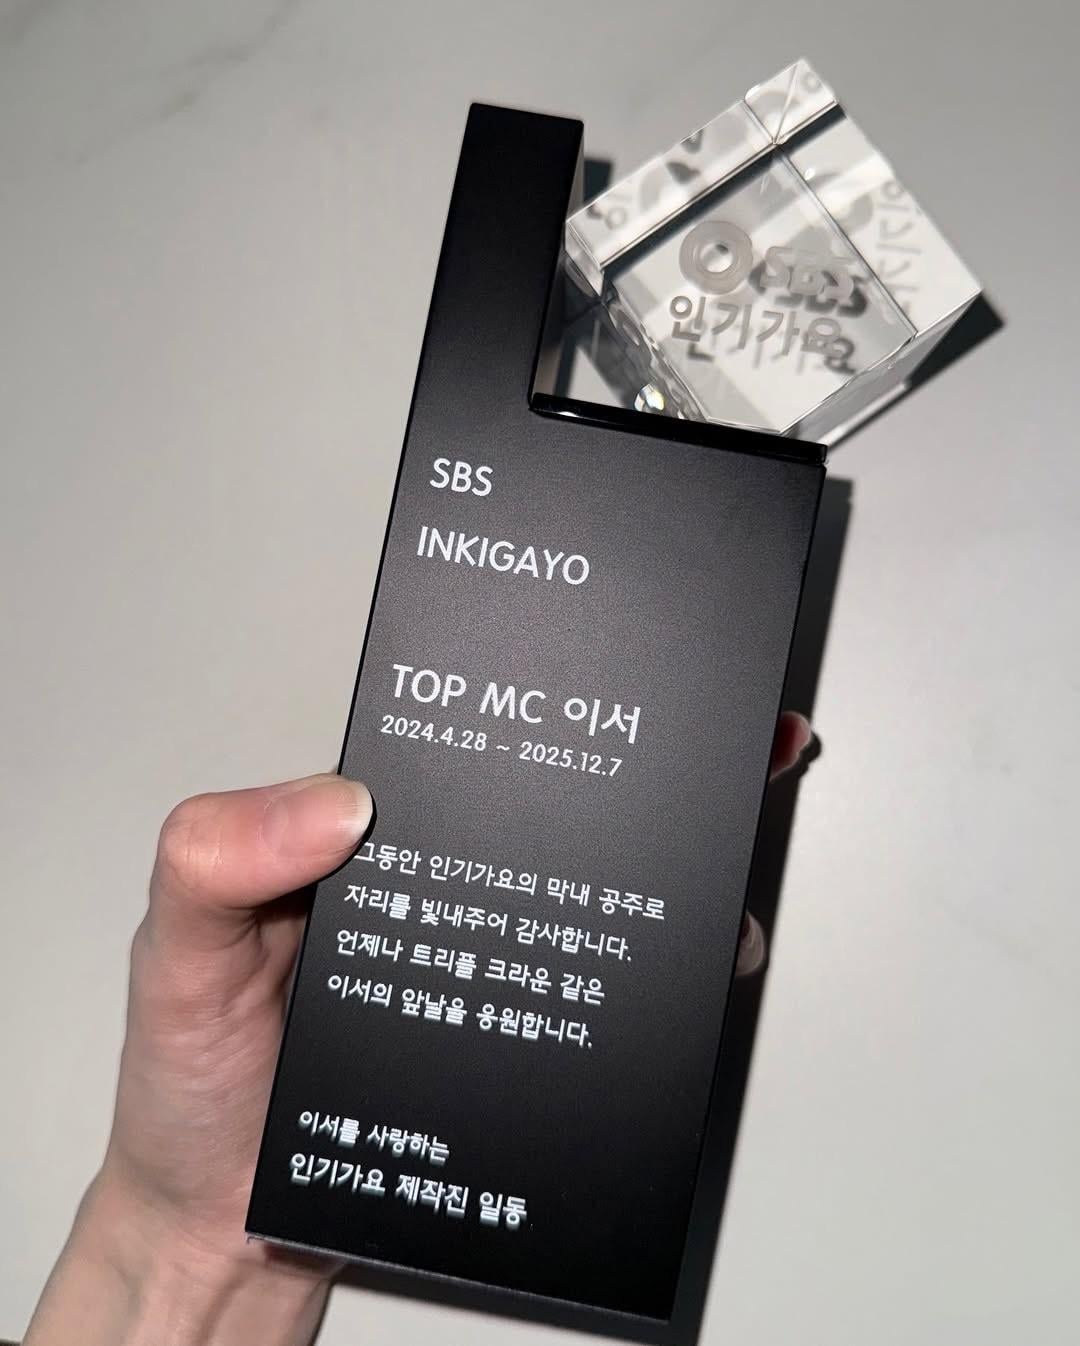 SBS
인기가요
SBS
INKIGAYO
TOP MC 이서
2024.4.28 ~ 2025.12.7
그동안 인기가요의 막내 공주로
자리를 빛내주어 감사합니다.
언제나 트리플 크라운 같은
이서의 앞날을 응원합니다.
이서를 사랑하는
인기가요 제작진 일동